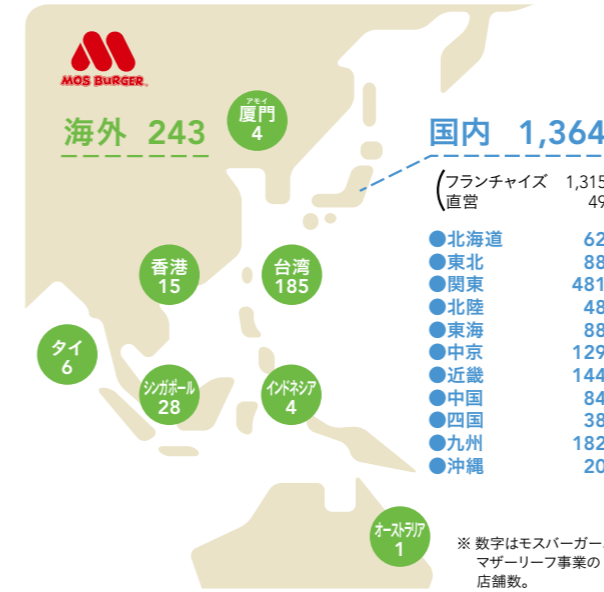 MOS BURGER
海外 243
アモイ
厦門
4
香港
15
台湾
185
タイ
6
シンガポール
28
インドネシア
4
オーストラリア
1
国内 1,364
フランチャイズ 1,315
直営 49
●北海道 62
●東北 88
●関東 481
●北陸 48
●東海 88
●中京 129
●近畿 144
●中国 84
●四国 38
●九州 182
●沖縄 20
※ 数字はモスバーガー、
マザーリーフ事業の
店舗数。